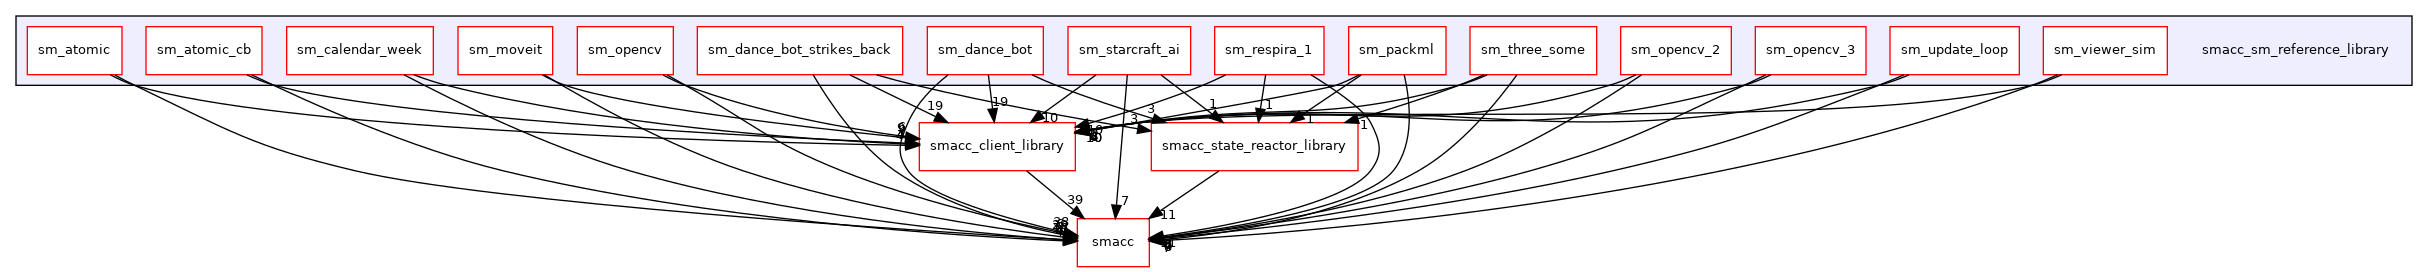 sm_atomic
sm_atomic_cb
sm_calendar_week
sm_moveit
sm_opencv
sm_dance_bot_strikes_back
sm_dance_bot
sm_starcraft_ai
sm_respira_1
sm_packml
sm_three_some
sm_opencv_2
sm_opencv_3
sm_update_loop
sm_viewer_sim
smacc_sm_reference_library
19
19
10
3
3
1
1
1
1
smacc_client_library
smacc_state_reactor_library
39
7
11
smacc